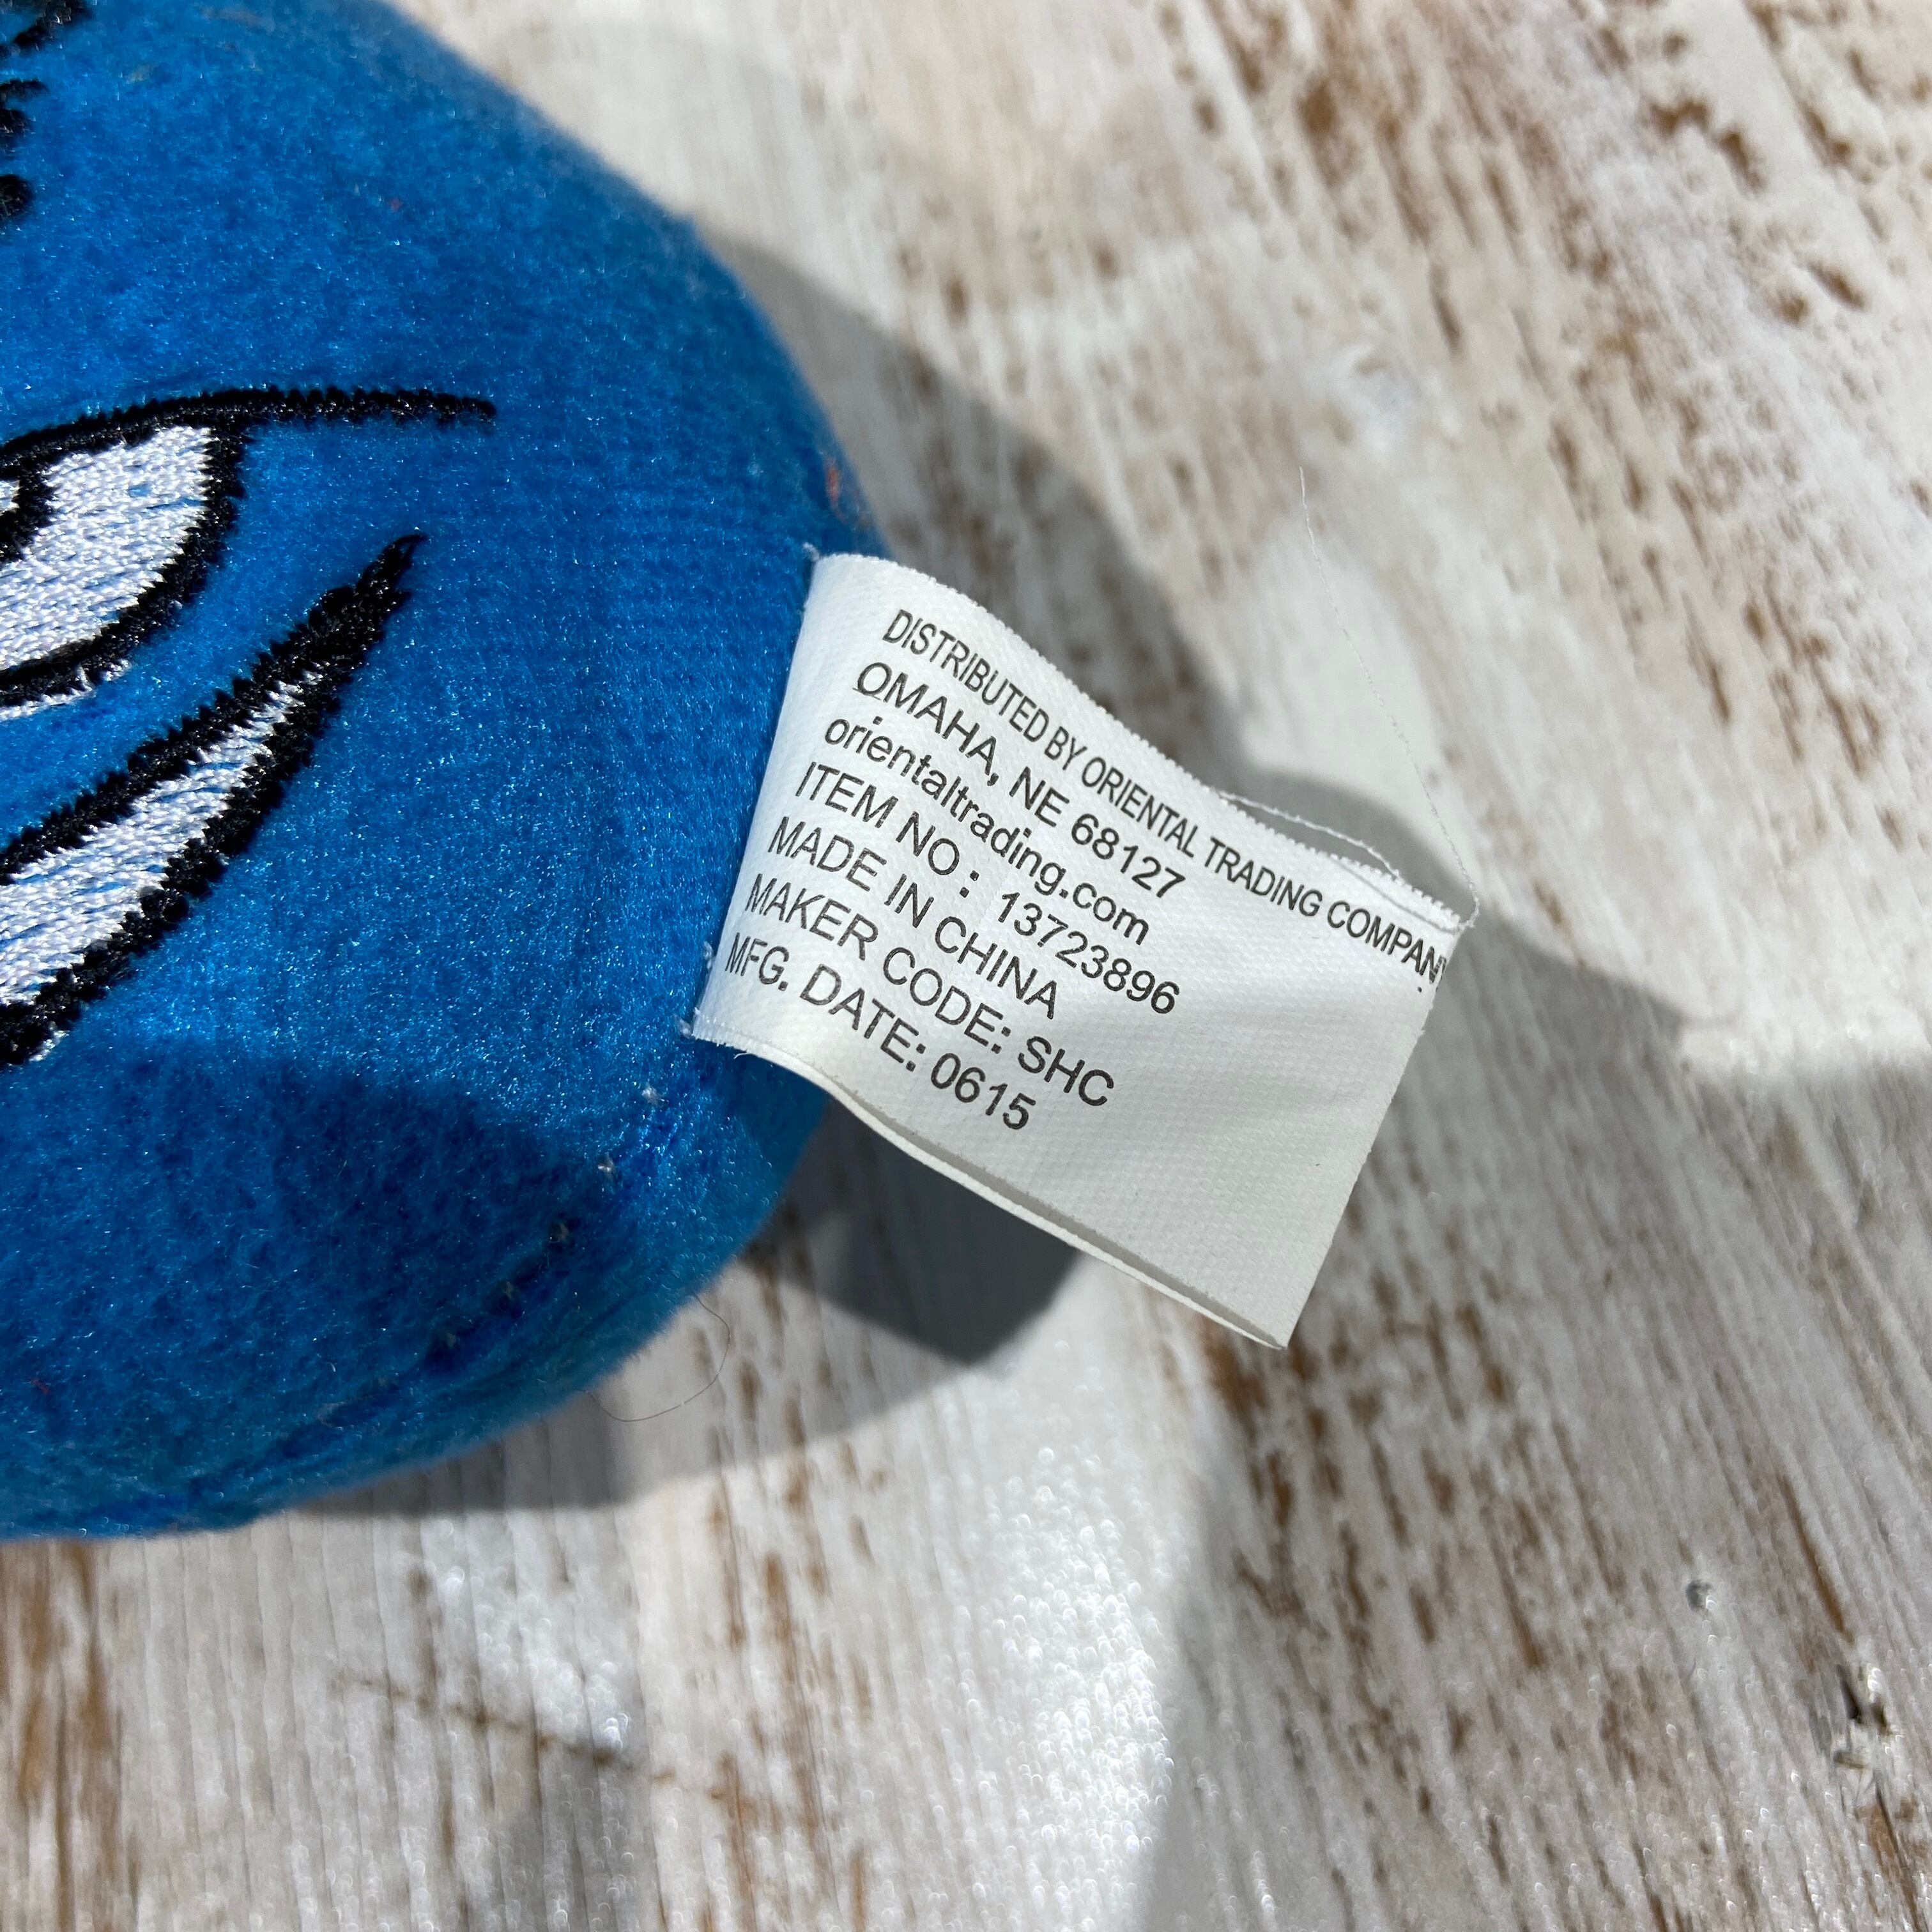 DISTRIBUTED BY ORIENTAL TRADING COMPANY
OMAHA, NE 68127
orientaltrading.com
ITEM NO: 13723896
MADE IN CHINA
MAKER CODE: SHC
MFG. DATE: 0615